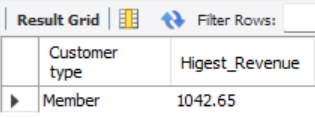 Result Grid Filter Rows:
Customer
type
Higest_Revenue
Member 1042.65